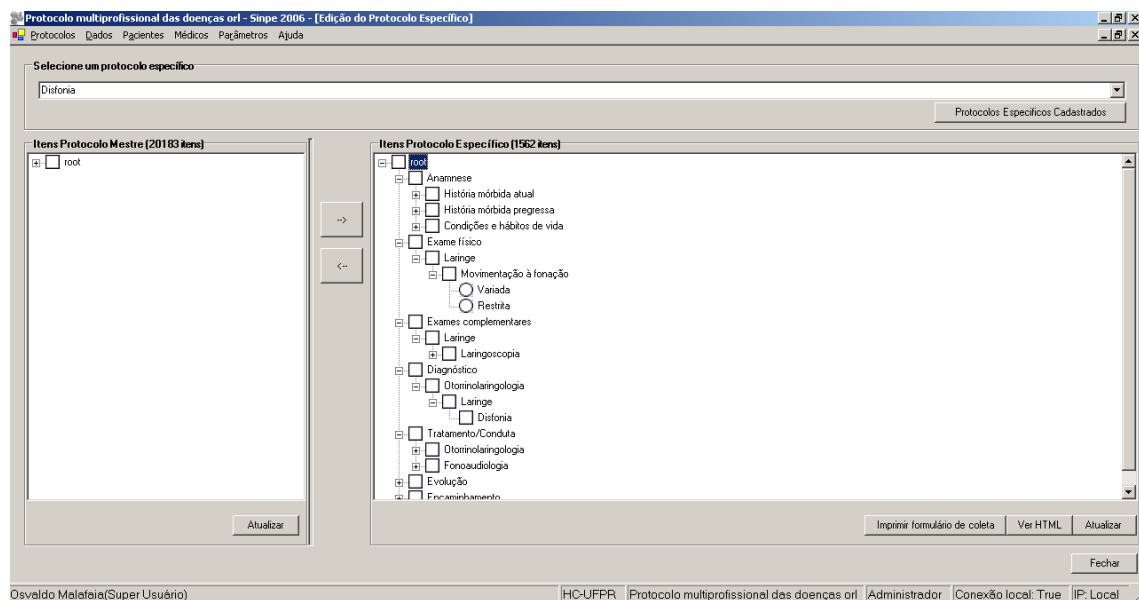 Protocolo multiprofissional das doenças orl - Sinpe 2006 - [Edição do Protocolo Específico]
Protocolos Dados Pacientes Médicos Parâmetros Ajuda
Selecione um protocolo específico
Disfonia
Protocolos Especificos Cadastrados
Itens Protocolo Mestre (20183 itens)
root
-->
<--
Atualizar
Itens Protocolo Específico (1562 itens)
root
Anamnese
História mórbida atual
História mórbida pregressa
Condições e hábitos de vida
Exame físico
Laringe
Movimentação à fonação
Variada
Restrita
Exames complementares
Laringe
Laringoscopia
Diagnóstico
Otorrinolaringologia
Laringe
Disfonia
Tratamento/Conduta
Otorrinolaringologia
Fonoaudiologia
Evolução
Encaminhamento
Imprimir formulário de coleta Ver HTML Atualizar
Fechar
Osvaldo Malafaia(Super Usuário) HC-UFPR Protocolo multiprofissional das doenças orl Administrador Conexão local: True IP: Local